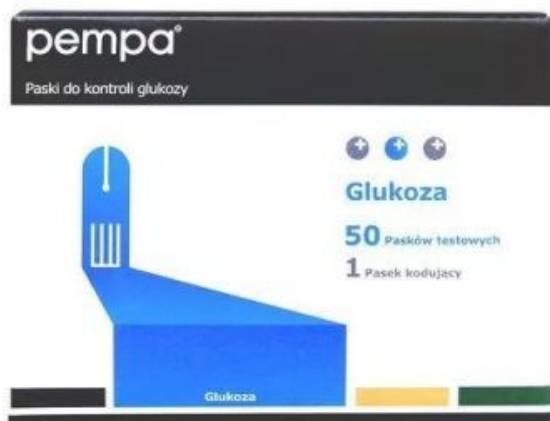 pempa®
Paski do kontroli glukozy
Glukoza
50 Pasków testowych
1 Pasek kodujący
Glukoza